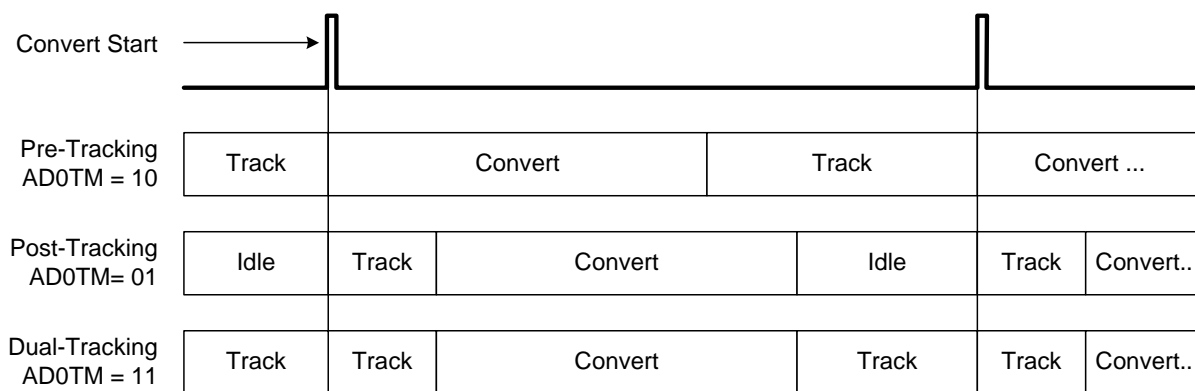 Convert Start
Pre-Tracking
AD0TM = 10
Track Convert Track Convert ...
Post-Tracking
AD0TM= 01
Idle Track Convert Idle Track Convert..
Dual-Tracking
AD0TM = 11
Track Track Convert Track Track Convert..